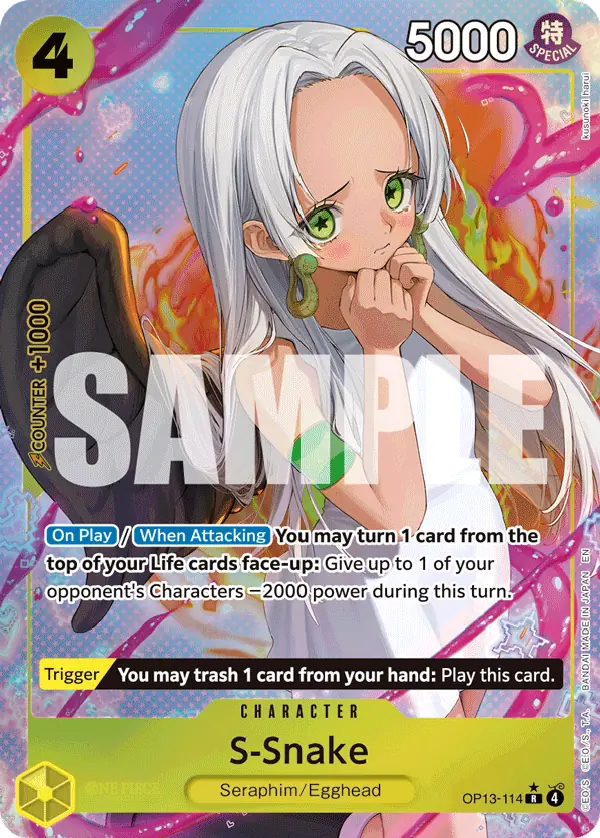 4
5000
特
SPECIAL
kusunoki harui
COUNTER +1000
SAMPLE
On Play / When Attacking You may turn 1 card from the
top of your Life cards face-up: Give up to 1 of your
opponent's Characters −2000 power during this turn.
Trigger You may trash 1 card from your hand: Play this card.
CHARACTER
S-Snake
Seraphim/Egghead
ONE PIECE
OP13-114 ★ R 4
©E.O/S. ©E.O./S., T.A. BANDAI MADE IN JAPAN EN